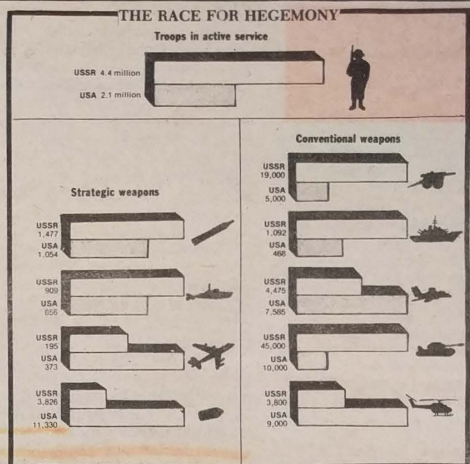 THE RACE FOR HEGEMONY
Troops in active service
USSR 4.4 million
USA 2.1 million
Strategic weapons
USSR
1,477
USA
1,054
USSR
909
USA
656
USSR
195
USA
373
USSR
3,826
USA
11,330
Conventional weapons
USSR
19,000
USA
5,000
USSR
1,092
USA
468
USSR
4,475
USA
7,585
USSR
45,000
USA
10,000
USSR
3,800
USA
9,000